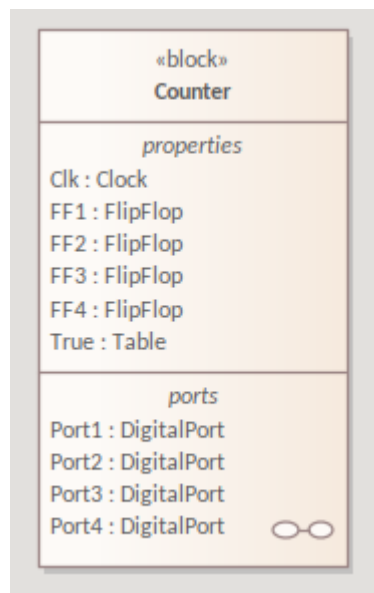 «block»
Counter
properties
Clk : Clock
FF1 : FlipFlop
FF2 : FlipFlop
FF3 : FlipFlop
FF4 : FlipFlop
True : Table
ports
Port1 : DigitalPort
Port2 : DigitalPort
Port3 : DigitalPort
Port4 : DigitalPort